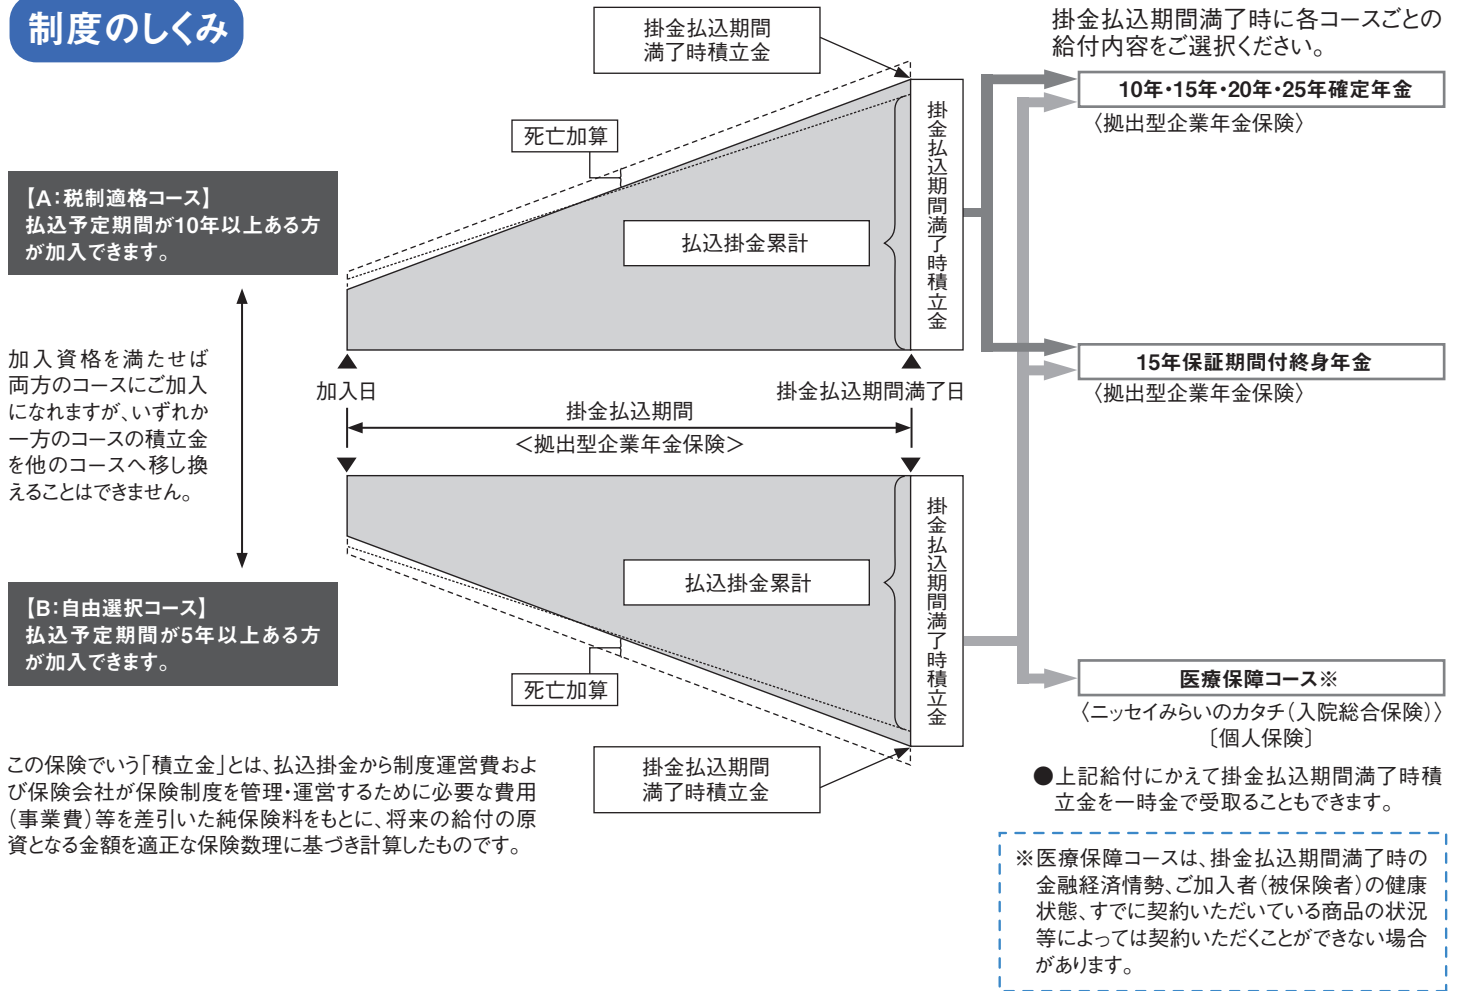 制度のしくみ
掛金払込期間
満了時積立金
死亡加算
払込掛金累計
掛金払込期間満了時積立金
【A:税制適格コース】
払込予定期間が10年以上ある方
が加入できます。
加入資格を満たせば
両方のコースにご加入
になれますが、いずれか
一方のコースの積立金
を他のコースへ移し換
えることはできません。
【B:自由選択コース】
払込予定期間が5年以上ある方
が加入できます。
加入日
掛金払込期間満了日
掛金払込期間
＜拠出型企業年金保険＞
払込掛金累計
掛金払込期間満了時積立金
死亡加算
掛金払込期間
満了時積立金
この保険でいう「積立金」とは、払込掛金から制度運営費およ
び保険会社が保険制度を管理・運営するために必要な費用
（事業費）等を差引いた純保険料をもとに、将来の給付の原
資となる金額を適正な保険数理に基づき計算したものです。
掛金払込期間満了時に各コースごとの
給付内容をご選択ください。
10年・15年・20年・25年確定年金
〈拠出型企業年金保険〉
15年保証期間付終身年金
〈拠出型企業年金保険〉
医療保障コース※
〈ニッセイみらいのカタチ（入院総合保険）〉
〔個人保険〕
●上記給付にかえて掛金払込期間満了時積
立金を一時金で受取ることもできます。
※医療保障コースは、掛金払込期間満了時の
金融経済情勢、ご加入者（被保険者）の健康
状態、すでに契約いただいている商品の状況
等によっては契約いただくことができない場合
があります。